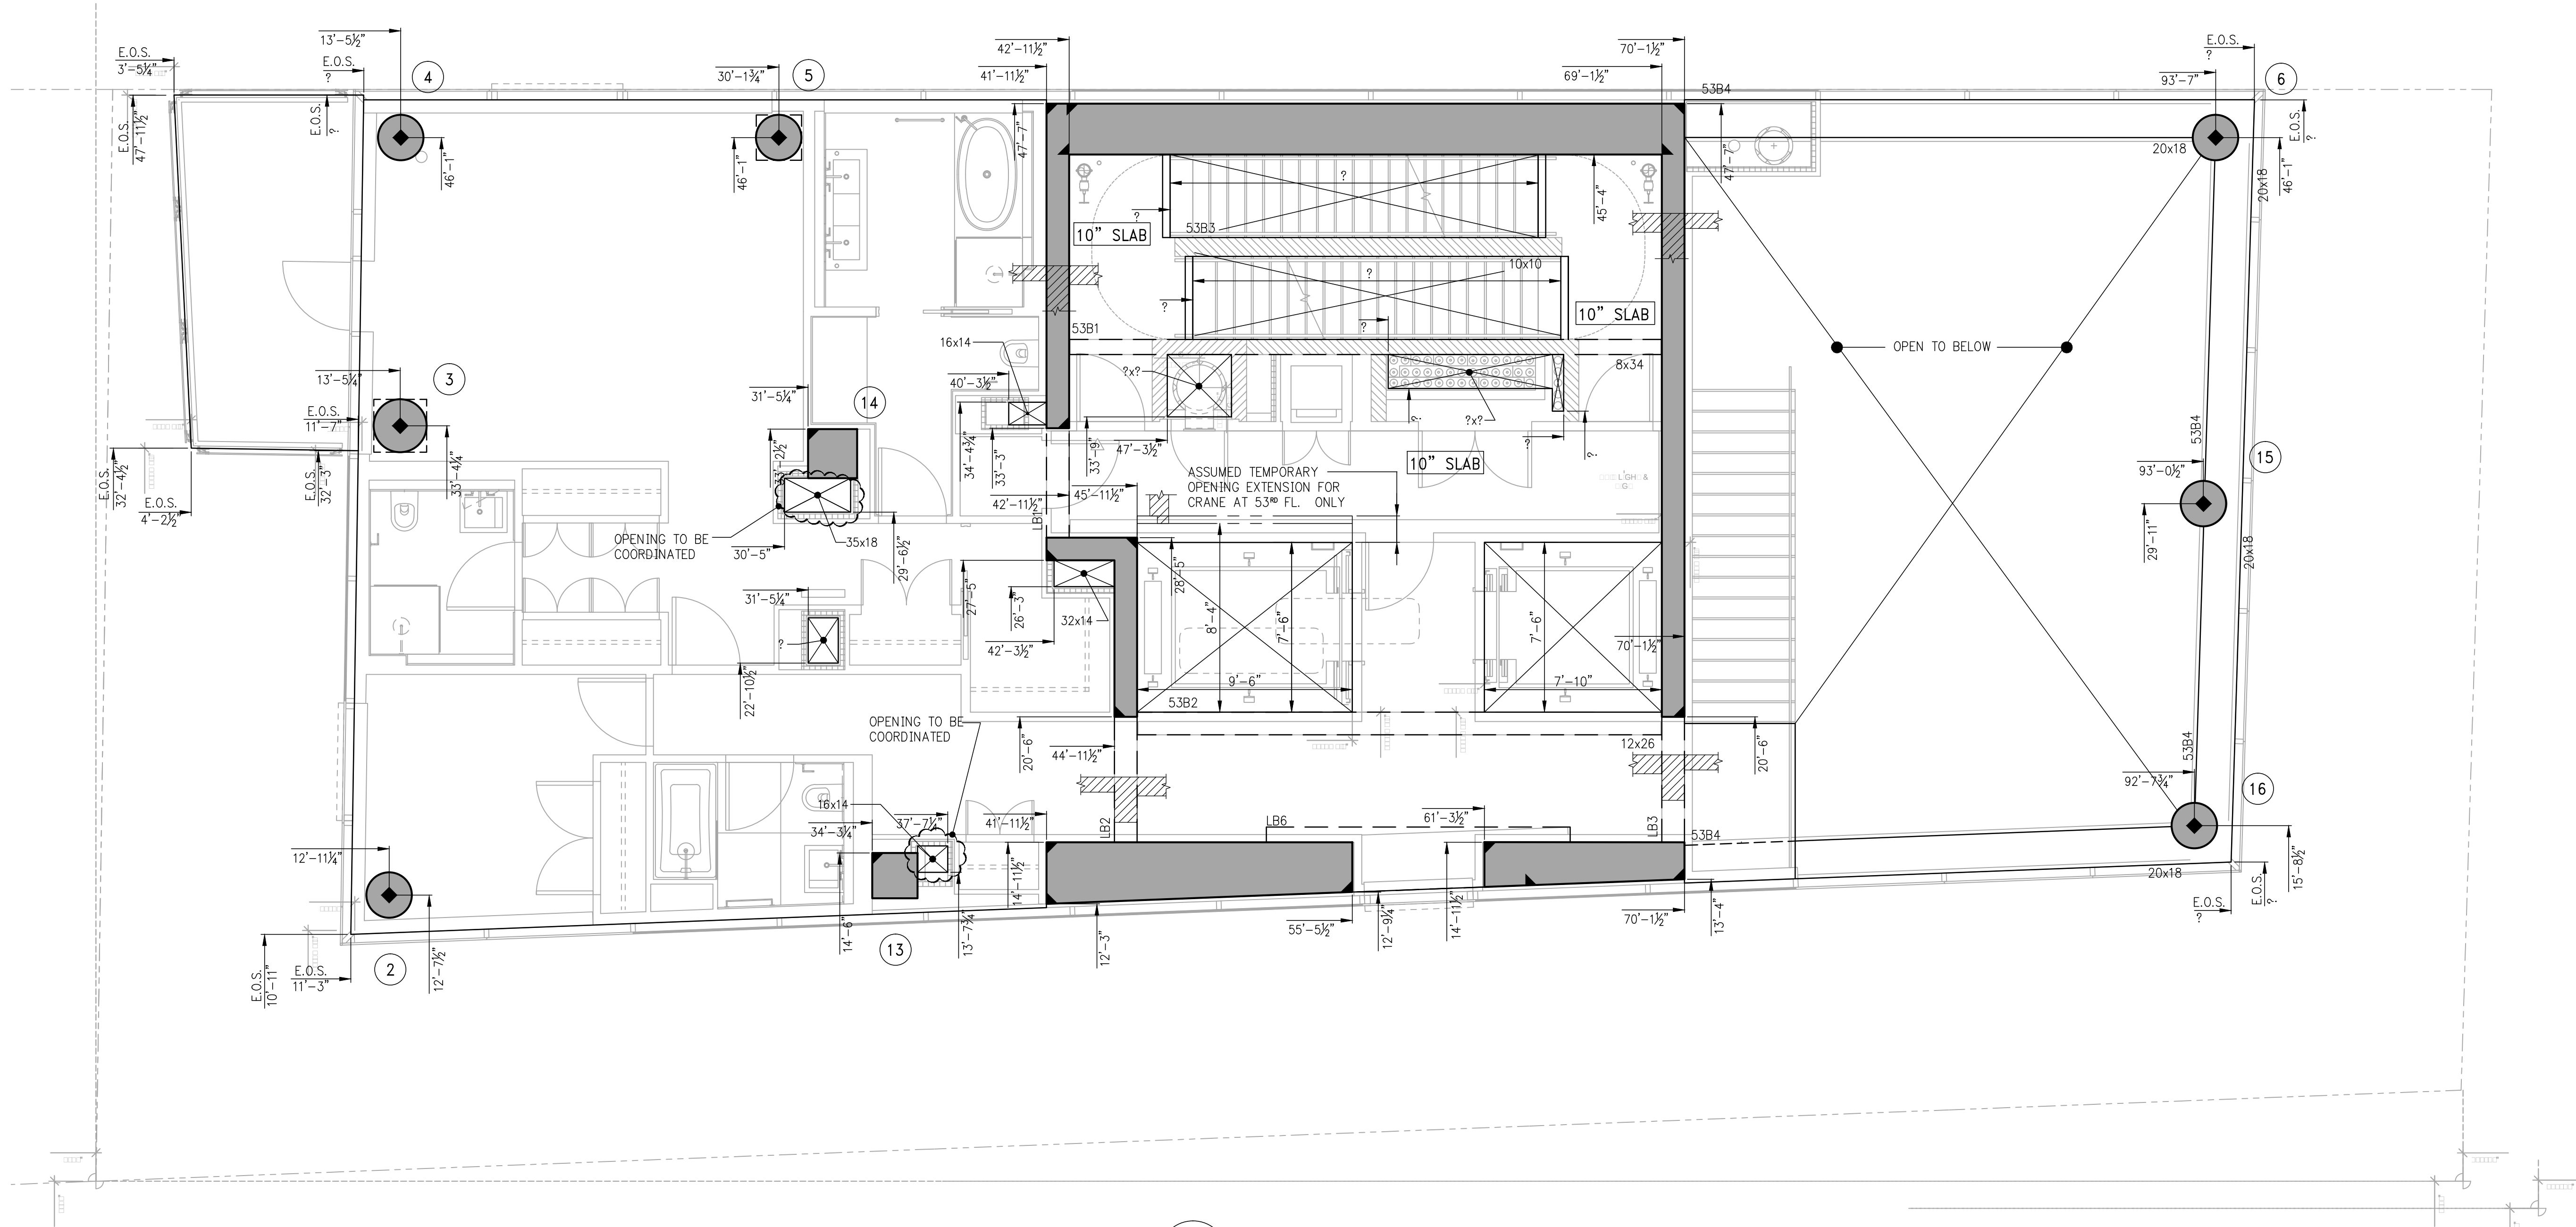 13'-5½"
E.O.S.
3'-5¼"
E.O.S.
?
4
30'-1¾"
5
42'-11½"
41'-11½"
70'-1½"
69'-1½"
53B4
E.O.S.
?
93'-7"
6
E.O.S.
47'-11½"
E.O.S.
?
46'-1"
46'-1"
47'-7"
47'-7"
45'-4"
20x18
20x18
46'-1"
E.O.S.
?
?
?
10" SLAB
53B3
10x10
?
?
10" SLAB
?
53B1
16x14
8x34
OPEN TO BELOW
13'-5¼"
3
31'-5¼"
14
40'-3½"
?x?
?x?
?
?
?
E.O.S.
11'-7"
33'-4¼"
34'-4¾"
33'-3"
33'-9"
47'-3½"
10" SLAB
53B4
15
E.O.S.
32'-4½"
E.O.S.
32'-3"
E.O.S.
4'-2½"
ASSUMED TEMPORARY
OPENING EXTENSION FOR
CRANE AT 53RD FL. ONLY
93'-0½"
29'-11"
20x18
42'-11½"
45'-11½"
LB1
OPENING TO BE
COORDINATED
35x18
30'-5"
29'-6½"
28'-5"
27'-5"
26'-3"
32x14
42'-3½"
31'-5¼"
?
22'-10½"
8'-4"
7'-6"
7'-6"
9'-6"
7'-10"
70'-1½"
53B2
OPENING TO BE
COORDINATED
20'-6"
44'-11½"
12x26
20'-6"
53B4
92'-7¾"
16
16x14
34'-3¼"
37'-7¼"
41'-11½"
LB2
LB6
61'-3½"
LB3
53B4
12'-11¼"
2
12'-7½"
14'-6"
13
13'-7¾"
14'-11½"
12'-3"
55'-5½"
12'-9¼"
14'-11½"
70'-1½"
13'-4"
20x18
15'-8½"
E.O.S.
?
E.O.S.
?
E.O.S.
10'-11"
E.O.S.
11'-3"